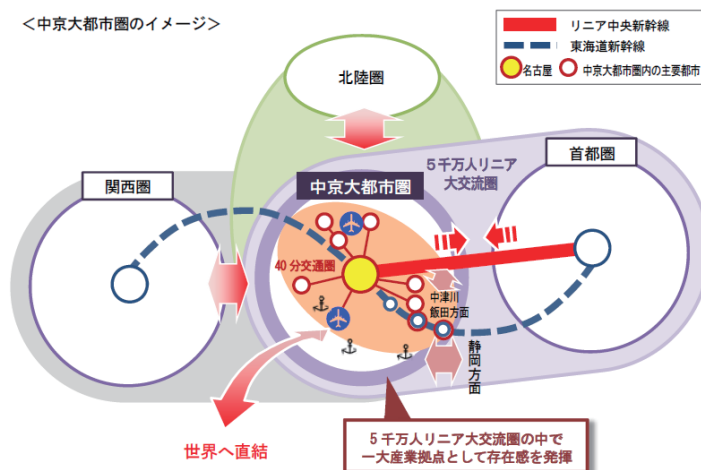 ＜中京大都市圏のイメージ＞
リニア中央新幹線
東海道新幹線
名古屋
中京大都市圏内の主要都市
北陸圏
5千万人リニア
大交流圏
首都圏
関西圏
中京大都市圏
40分交通圏
中津川
飯田方面
静岡方面
世界へ直結
5千万人リニア大交流圏の中で
一大産業拠点として存在感を発揮